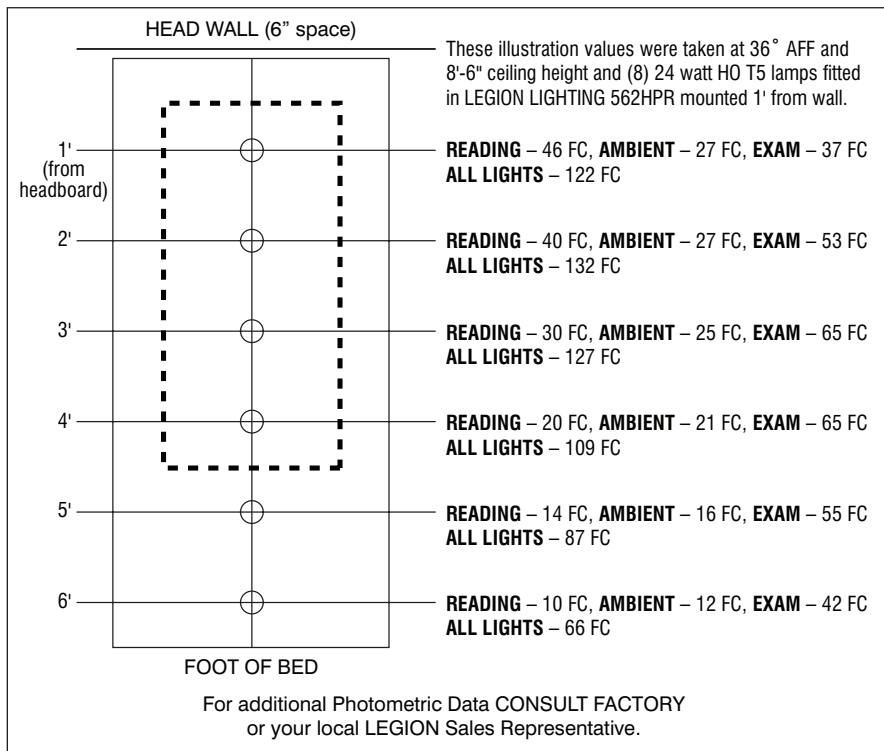 HEAD WALL (6” space)
These illustration values were taken at 36° AFF and
8'-6" ceiling height and (8) 24 watt HO T5 lamps fitted
in LEGION LIGHTING 562HPR mounted 1' from wall.
1'
(from
headboard)
READING – 46 FC, AMBIENT – 27 FC, EXAM – 37 FC
ALL LIGHTS – 122 FC
2'
READING – 40 FC, AMBIENT – 27 FC, EXAM – 53 FC
ALL LIGHTS – 132 FC
3'
READING – 30 FC, AMBIENT – 25 FC, EXAM – 65 FC
ALL LIGHTS – 127 FC
4'
READING – 20 FC, AMBIENT – 21 FC, EXAM – 65 FC
ALL LIGHTS – 109 FC
5'
READING – 14 FC, AMBIENT – 16 FC, EXAM – 55 FC
ALL LIGHTS – 87 FC
6'
READING – 10 FC, AMBIENT – 12 FC, EXAM – 42 FC
ALL LIGHTS – 66 FC
FOOT OF BED
For additional Photometric Data CONSULT FACTORY
or your local LEGION Sales Representative.